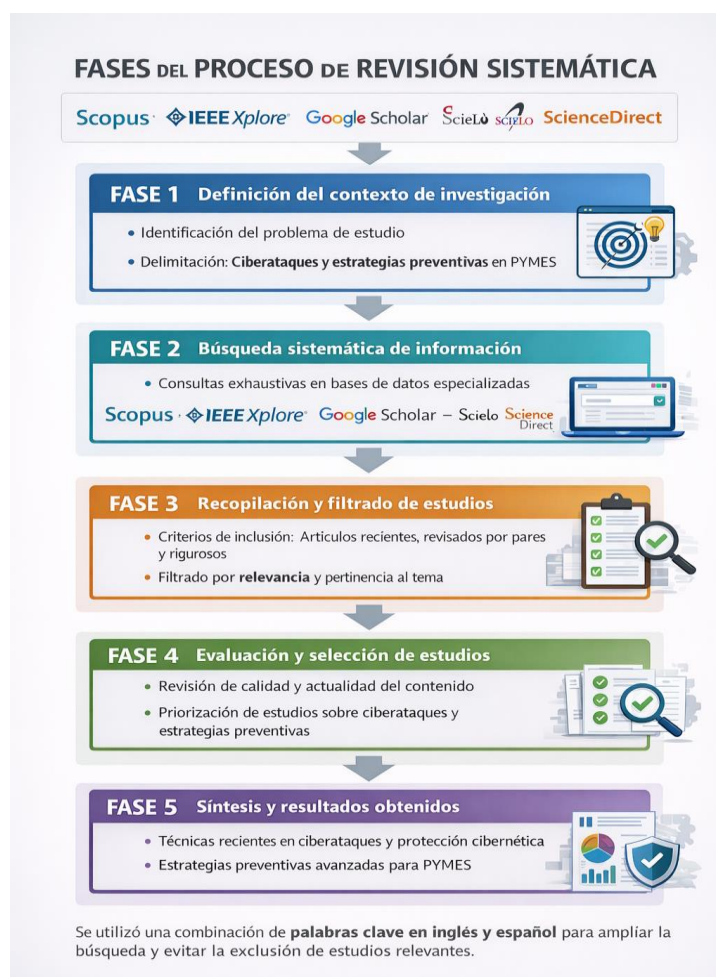 FASES DEL PROCESO DE REVISIÓN SISTEMÁTICA
Scopus IEEE Xplore Google Scholar ScieLò SCIELO ScienceDirect
FASE 1 Definición del contexto de investigación
• Identificación del problema de estudio
• Delimitación: Ciberataques y estrategias preventivas en PYMES
FASE 2 Búsqueda sistemática de información
• Consultas exhaustivas en bases de datos especializadas
Scopus · IEEE Xplore Google Scholar – Scielo Science
Direct
FASE 3 Recopilación y filtrado de estudios
• Criterios de inclusión: Articulos recientes, revisados por pares
y rigurosos
• Filtrado por relevancia y pertinencia al tema
FASE 4 Evaluación y selección de estudios
• Revisión de calidad y actualidad del contenido
• Priorización de estudios sobre ciberataques y
estrategias preventivas
FASE 5 Síntesis y resultados obtenidos
• Técnicas recientes en ciberataques y protección cibernética
• Estrategias preventivas avanzadas para PYMES
Se utilizó una combinación de palabras clave en inglés y español para ampliar la
búsqueda y evitar la exclusión de estudios relevantes.